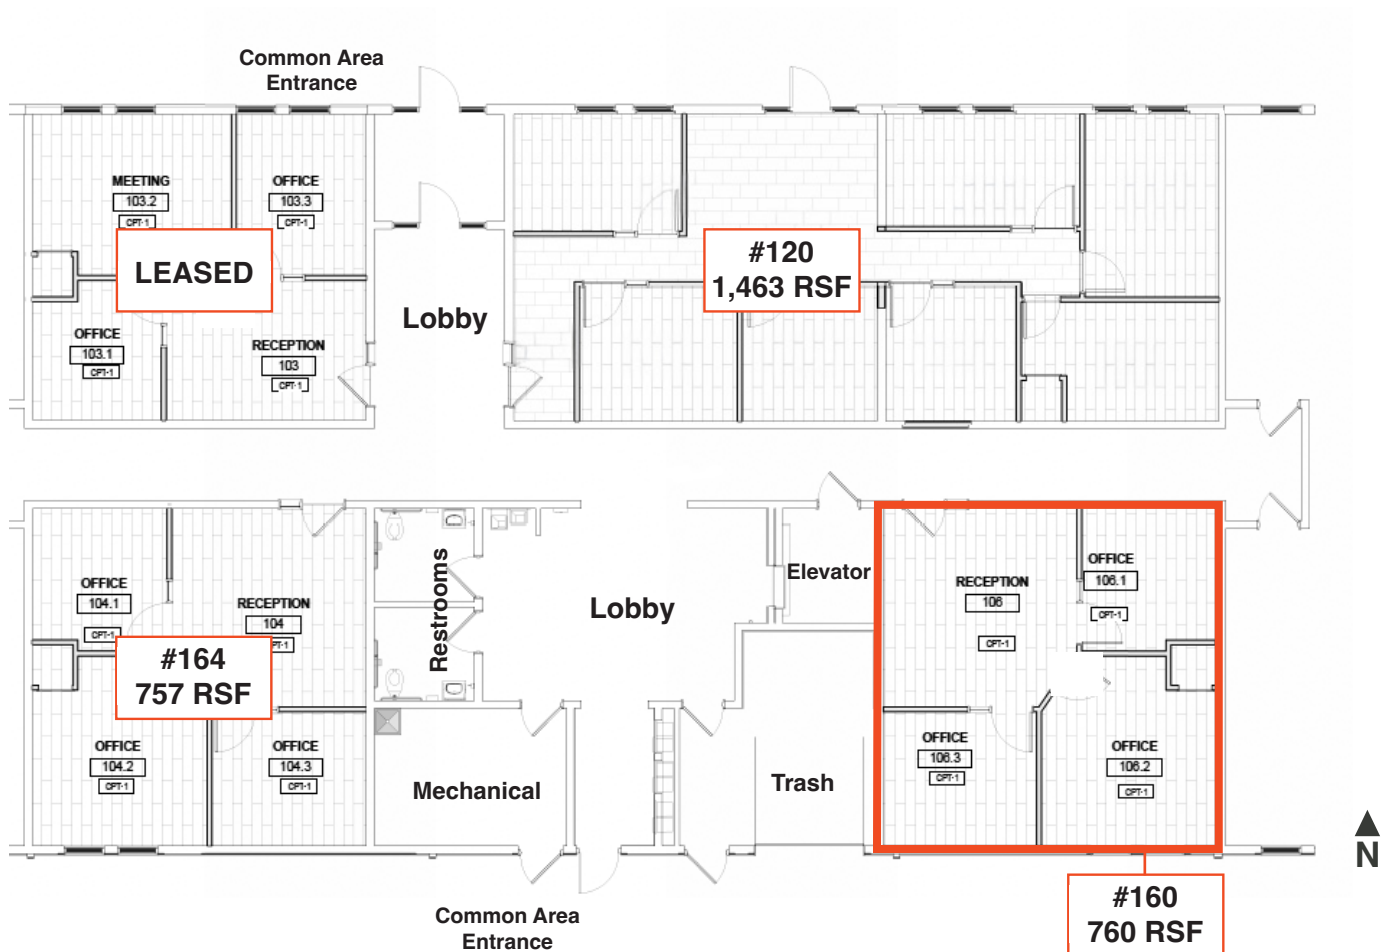 Common Area
Entrance
MEETING
103.2
CPT-1
OFFICE
103.3
CPT-1
LEASED
#120
1,463 RSF
Lobby
OFFICE
103.1
CPT-1
RECEPTION
103
CPT-1
OFFICE
104.1
CPT-1
RECEPTION
104
PT-1
#164
757 RSF
OFFICE
104.2
CPT-1
OFFICE
104.3
CPT-1
Restrooms
Lobby
Elevator
Mechanical
Trash
RECEPTION
106
CPT-1
OFFICE
106.1
CPT-1
OFFICE
106.3
CPT-1
OFFICE
106.2
CPT-1
N
#160
760 RSF
Common Area
Entrance